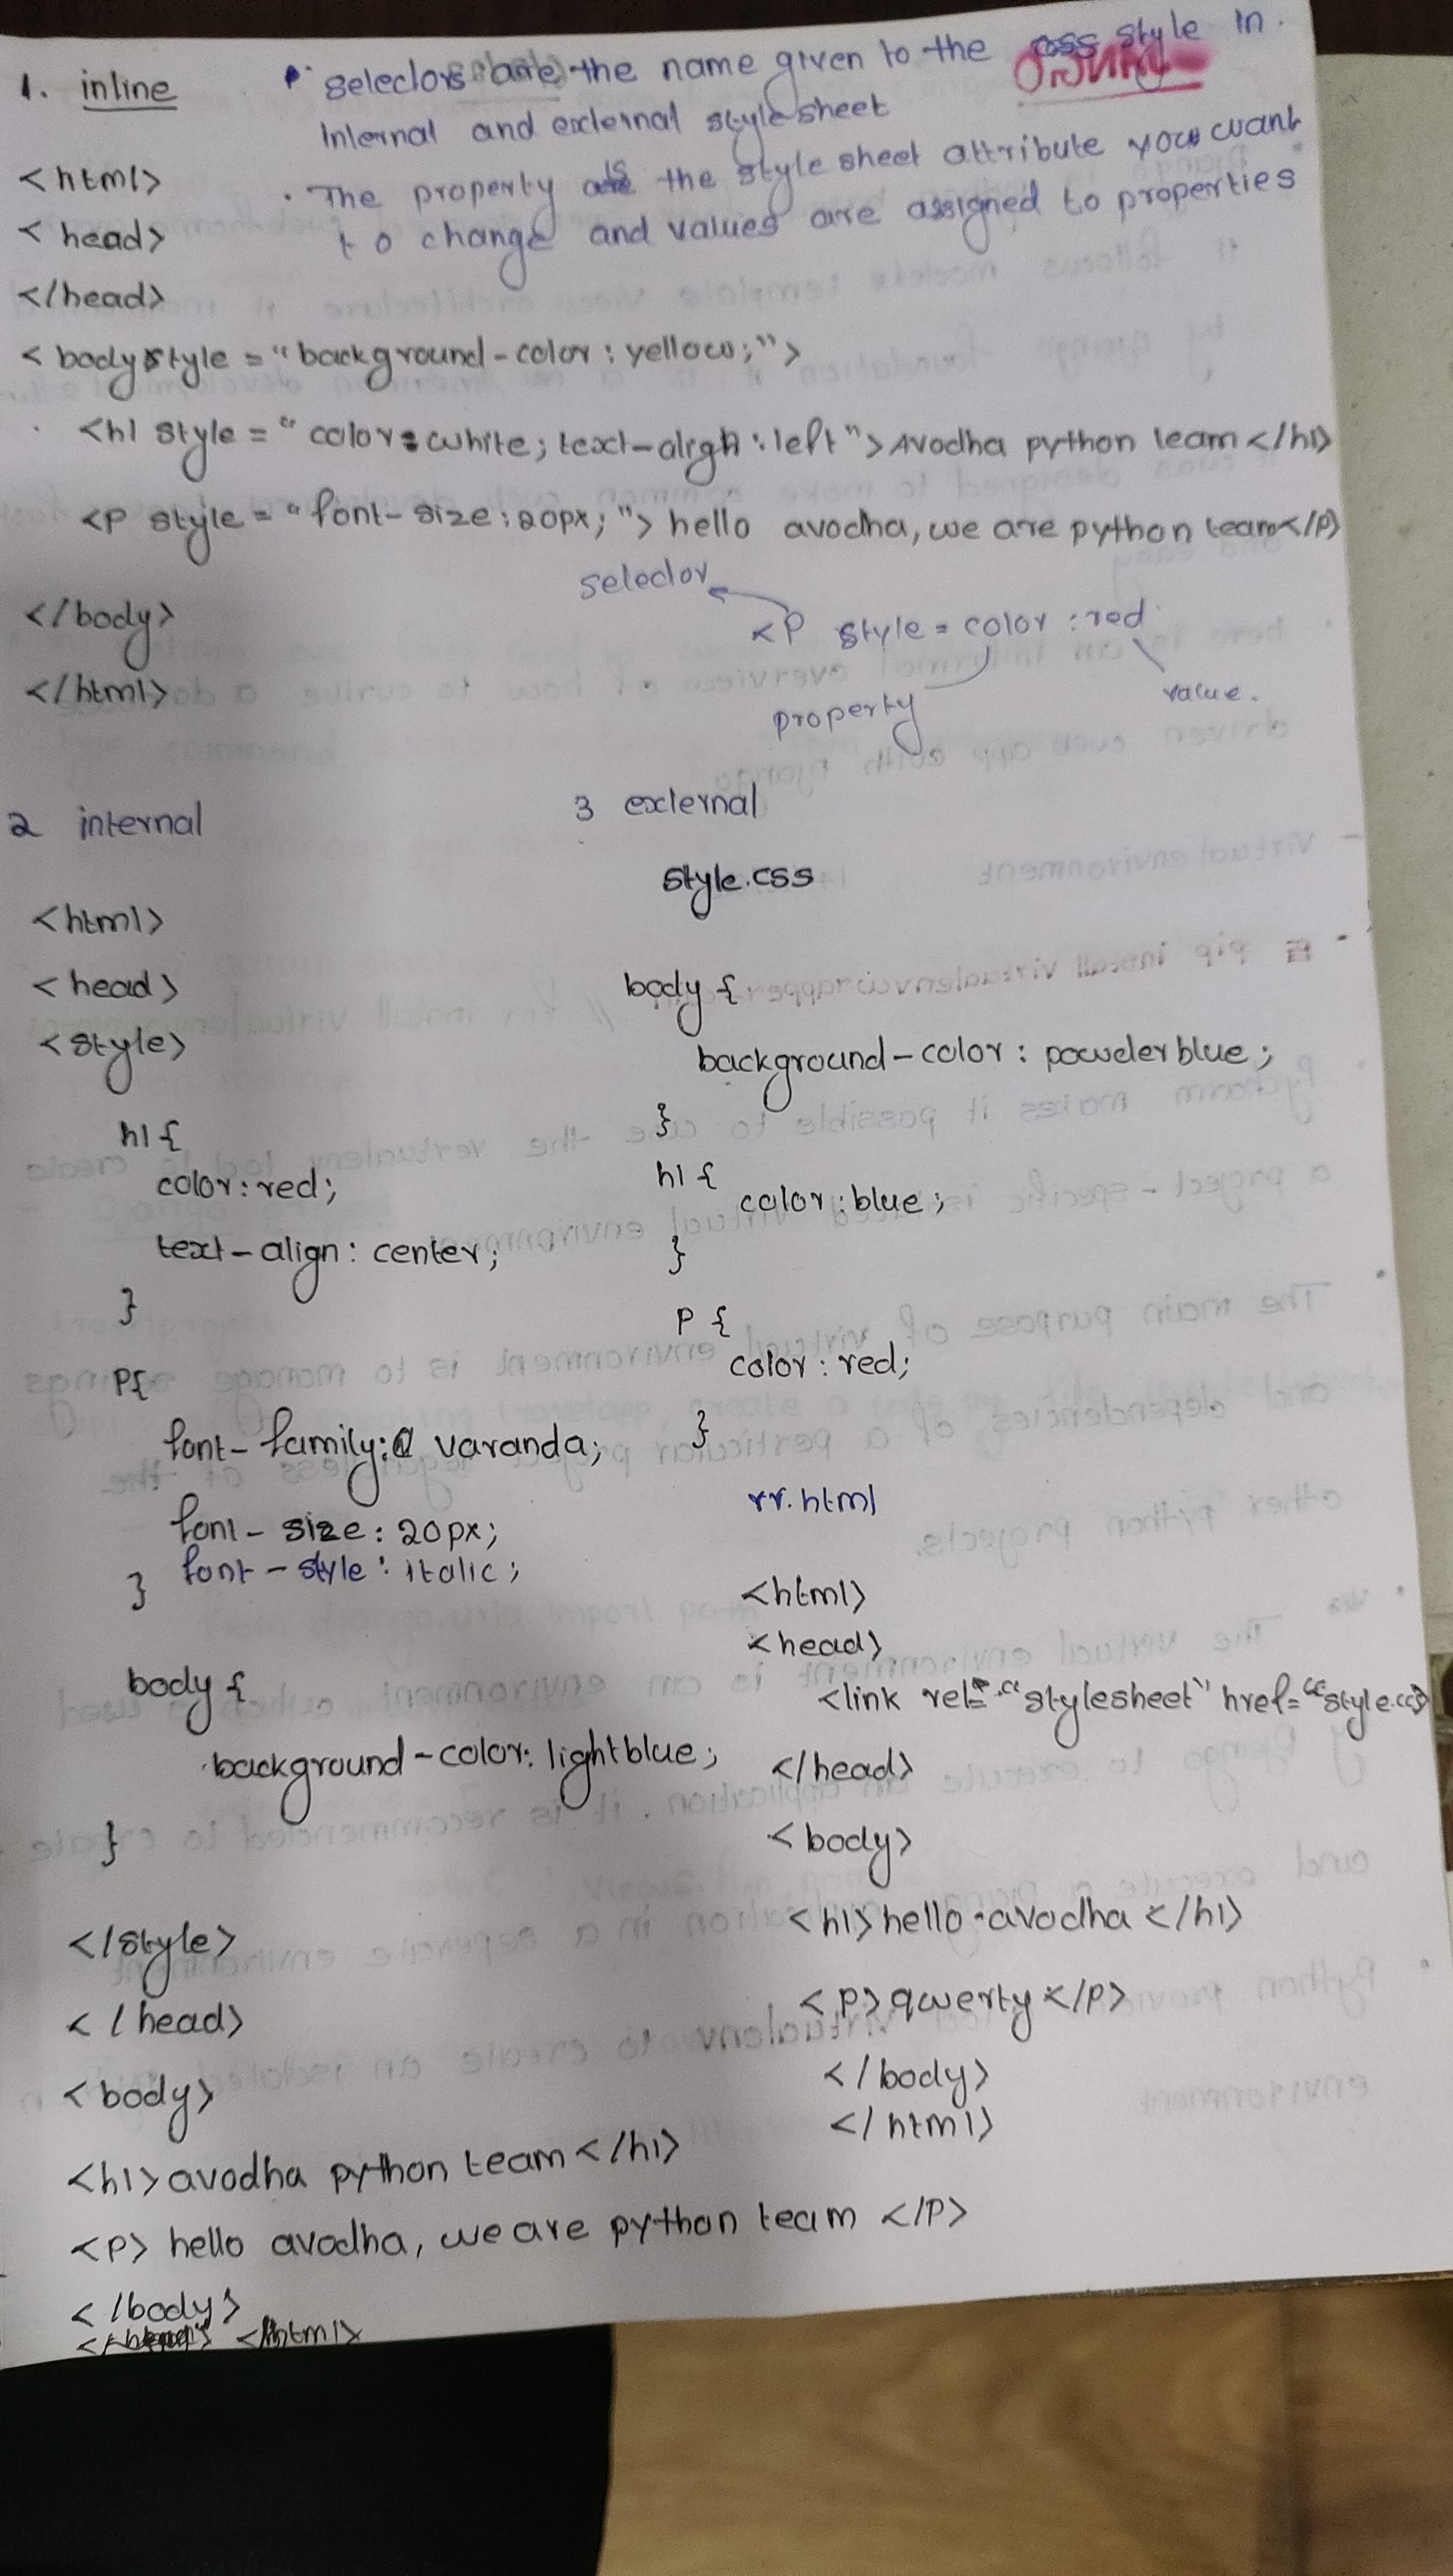 1. inline
• selectors are the name given to the css style in
Internal and external stylesheet
• The property is the style sheet attribute you want
to change and values are assigned to properties
<html>
<head>
</head>
<body style = "background-color : yellow;">
<h1 style = "color: white; text-align : left"> Avodha python team </h1>
<p style = "font-size : 20px; "> hello avodha, we are python team </p>
</body>
</html>
selector
<p style = color : red
property
value.
2 internal
<html>
<head>
<style>
h1 {
color: red;
text-align: center;
}
P{
font-family: varanda;
font-size: 20px;
font-style: italic;
}
body {
background-color: lightblue;
}
</style>
</head>
<body>
<h1> avodha python team </h1>
<p> hello avodha, we are python team </p>
</body>
</html>
3 external
style.css
body {
background-color : powder blue ;
}
h1 {
color : blue ;
}
P {
color : red;
}
rr.html
<html>
<head>
<link rel= "stylesheet" href= "style.css>
</head>
<body>
<h1> hello avodha </h1>
<p> qwerty </p>
</body>
</html>